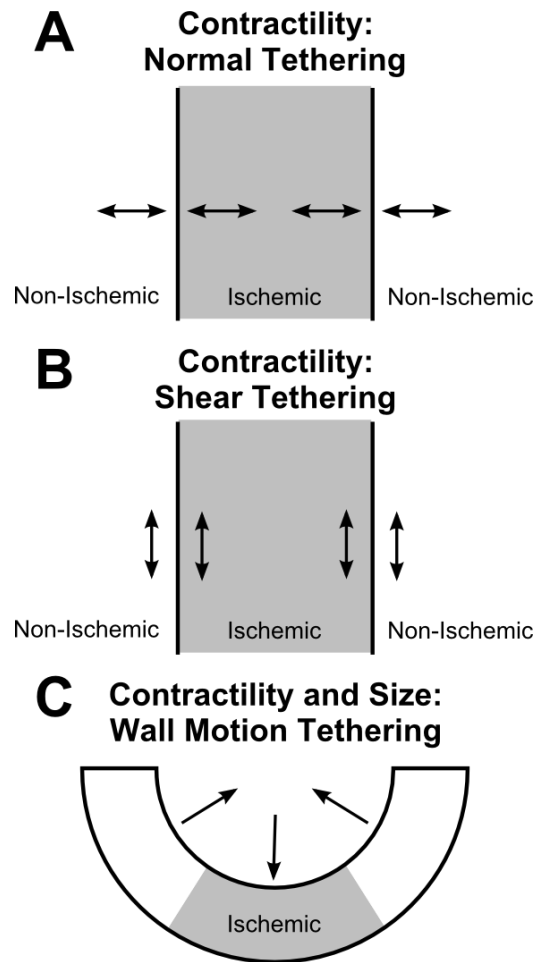 A
Contractility:
Normal Tethering
Non-Ischemic Ischemic Non-Ischemic
B
Contractility:
Shear Tethering
Non-Ischemic Ischemic Non-Ischemic
C
Contractility and Size:
Wall Motion Tethering
Ischemic